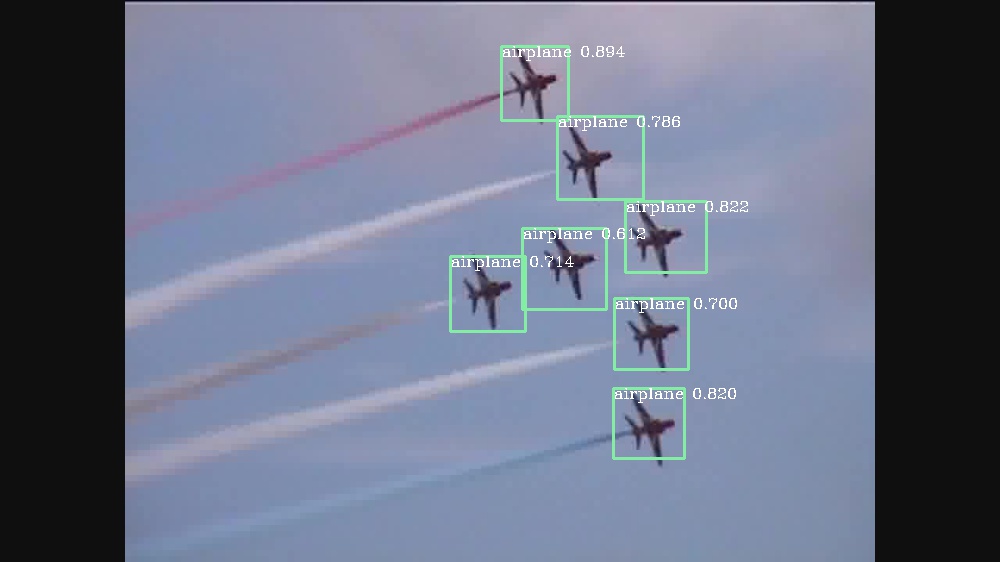 airplane 0.894
airplane 0.786
airplane 0.822
airplane 0.612
airplane 0.714
airplane 0.700
airplane 0.820